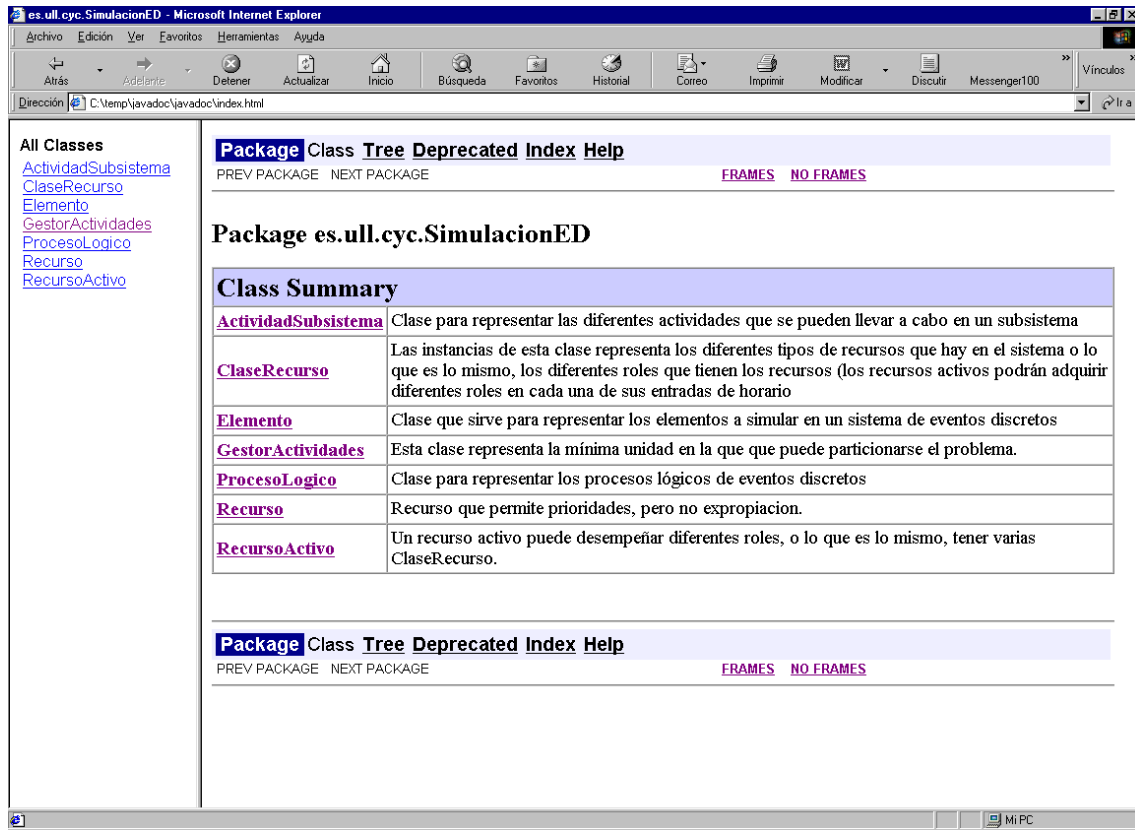 es.ull.cyc.SimulacionED - Microsoft Internet Explorer
Archivo Edición Ver Favoritos Herramientas Ayuda
Atrás Adelante Detener Actualizar Inicio Búsqueda Favoritos Historial Correo Imprimir Modificar Discutir Messenger100 » Vínculos »
Dirección C:\temp\javadoc\javadoc\index.html Ir a
All Classes
ActividadSubsistema
ClaseRecurso
Elemento
GestorActividades
ProcesoLogico
Recurso
RecursoActivo
Package Class Tree Deprecated Index Help
PREV PACKAGE NEXT PACKAGE FRAMES NO FRAMES
Package es.ull.cyc.SimulacionED
Class Summary
ActividadSubsistema Clase para representar las diferentes actividades que se pueden llevar a cabo en un subsistema
Las instancias de esta clase representa los diferentes tipos de recursos que hay en el sistema o lo
ClaseRecurso que es lo mismo, los diferentes roles que tienen los recursos (los recursos activos podrán adquirir
diferentes roles en cada una de sus entradas de horario
Elemento Clase que sirve para representar los elementos a simular en un sistema de eventos discretos
GestorActividades Esta clase representa la mínima unidad en la que que puede particionarse el problema.
ProcesoLogico Clase para representar los procesos lógicos de eventos discretos
Recurso Recurso que permite prioridades, pero no expropiacion.
RecursoActivo Un recurso activo puede desempeñar diferentes roles, o lo que es lo mismo, tener varias
ClaseRecurso.
Package Class Tree Deprecated Index Help
PREV PACKAGE NEXT PACKAGE FRAMES NO FRAMES
Mi PC